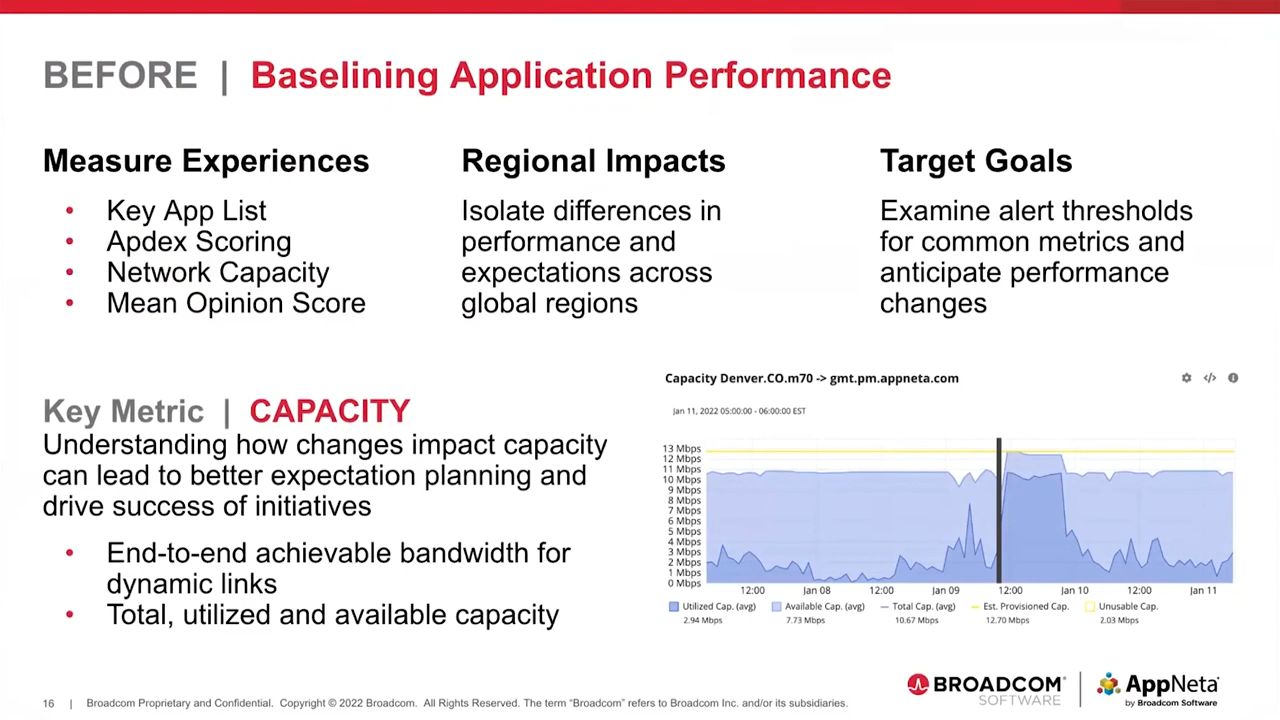 BEFORE | Baselining Application Performance
Measure Experiences
• Key App List
• Apdex Scoring
• Network Capacity
• Mean Opinion Score
Regional Impacts
Isolate differences in
performance and
expectations across
global regions
Target Goals
Examine alert thresholds
for common metrics and
anticipate performance
changes
Key Metric | CAPACITY
Understanding how changes impact capacity
can lead to better expectation planning and
drive success of initiatives
• End-to-end achievable bandwidth for
dynamic links
• Total, utilized and available capacity
Capacity Denver.CO.m70 -> gmt.pm.appneta.com
Jan 11, 2022 05:00:00 - 06:00:00 EST
13 Mbps
12 Mbps
11 Mbps
10 Mbps
9 Mbps
8 Mbps
7 Mbps
6 Mbps
5 Mbps
4 Mbps
3 Mbps
2 Mbps
1 Mbps
0 Mbps
12:00 Jan 08 12:00 Jan 09 12:00 Jan 10 12:00 Jan 11
Utilized Cap. (avg) Available Cap. (avg) Total Cap. (avg) Est. Provisioned Cap. Unusable Cap.
2.94 Mbps 7.73 Mbps 10.67 Mbps 12.70 Mbps 2.03 Mbps
16 | Broadcom Proprietary and Confidential. Copyright © 2022 Broadcom. All Rights Reserved. The term “Broadcom” refers to Broadcom Inc. and/or its subsidiaries.
BROADCOM®
SOFTWARE
AppNeta
by Broadcom Software